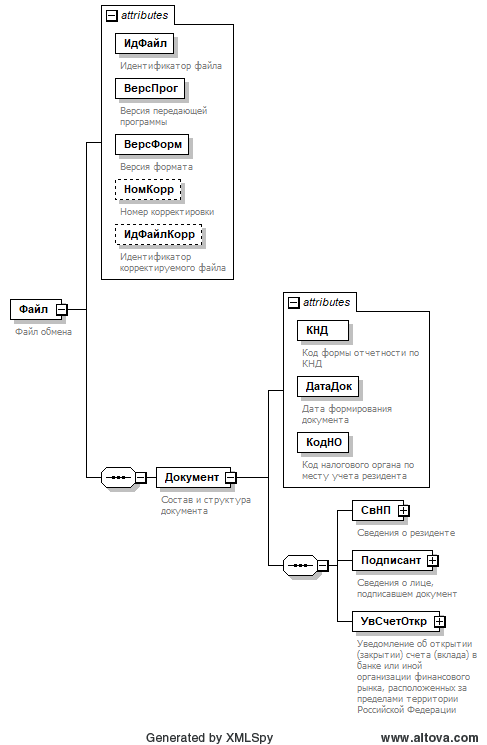 attributes
ИдФайл
Идентификатор файла
ВерсПрог
Версия передающей
программы
ВерсФорм
Версия формата
НомКорр
Номер корректировки
ИдФайлКорр
Идентификатор
корректируемого файла
Файл
Файл обмена
attributes
КНД
Код формы отчетности по
КНД
ДатаДок
Дата формирования
документа
КодНО
Код налогового органа по
месту учета резидента
Документ
Состав и структура
документа
СвНП
Сведения о резиденте
Подписант
Сведения о лице,
подписавшем документ
УвСчетОткр
Уведомление об открытии
(закрытии) счета (вклада) в
банке или иной
организации финансового
рынка, расположенных за
пределами территории
Российской Федерации
Generated by XMLSpy
www.altova.com